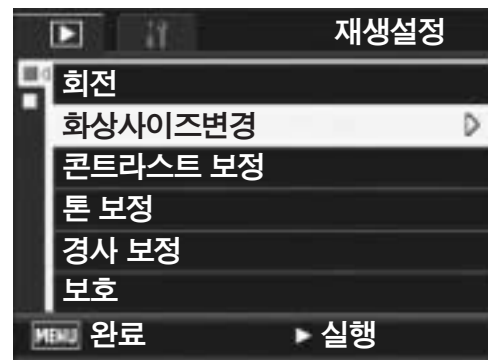 재생설정
회전
화상사이즈변경
콘트라스트 보정
톤 보정
경사 보정
보호
MENU 완료 ► 실행